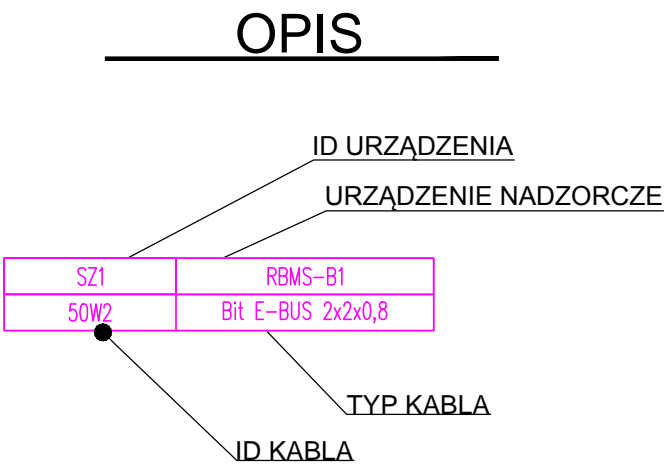 OPIS
ID URZĄDZENIA
URZĄDZENIE NADZORCZE
SZ1 RBMS-B1
50W2 Bit E-BUS 2x2x0,8
TYP KABLA
ID KABLA